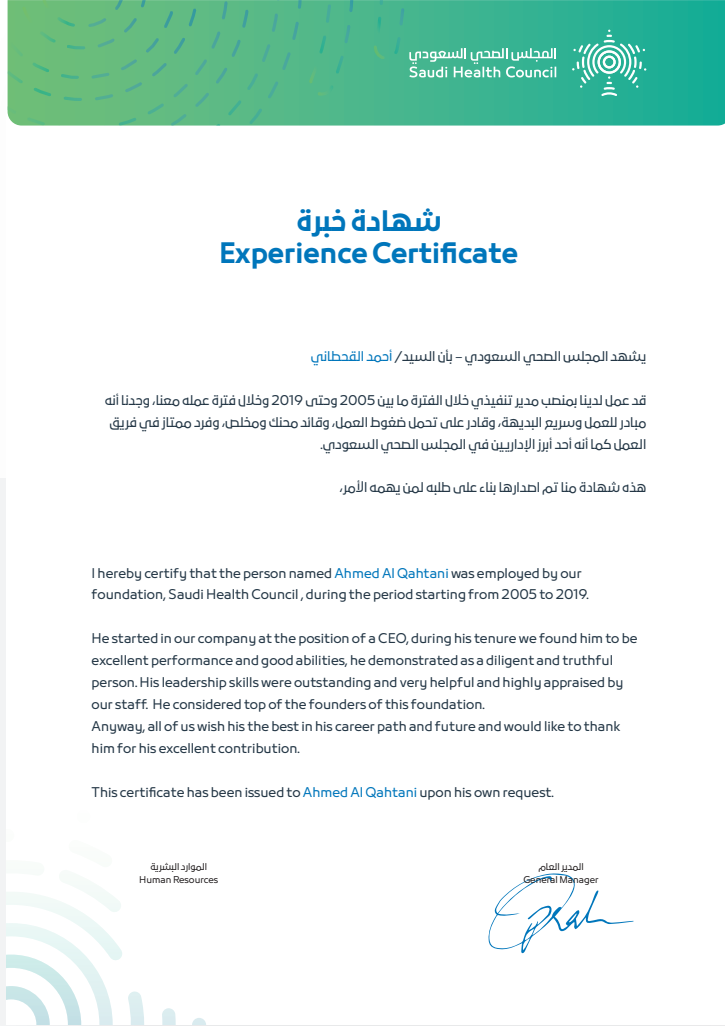 المجلس الصحي السعودي
Saudi Health Council
شهادة خبرة
Experience Certificate
يشهد المجلس الصحي السعودي – بأن السيد/ أحمد القحطاني
قد عمل لدينا بمنصب مدير تنفيذي خلال الفترة ما بين 2005 وحتى 2019 وخلال فترة عمله معنا، وجدنا أنه
مبادر للعمل وسريع البديهة، وقادر على تحمل ضغوط العمل، وقائد محنك ومخلص، وفرد ممتاز في فريق
العمل كما أنه أحد أبرز الإداريين في المجلس الصحي السعودي.
هذه شهادة منا تم اصدارها بناء على طلبه لمن يهمه الأمر،
I hereby certify that the person named Ahmed Al Qahtani was employed by our
foundation, Saudi Health Council , during the period starting from 2005 to 2019.
He started in our company at the position of a CEO, during his tenure we found him to be
excellent performance and good abilities, he demonstrated as a diligent and truthful
person. His leadership skills were outstanding and very helpful and highly appraised by
our staff. He considered top of the founders of this foundation.
Anyway, all of us wish his the best in his career path and future and would like to thank
him for his excellent contribution.
This certificate has been issued to Ahmed Al Qahtani upon his own request.
الموارد البشرية
Human Resources
المدير العام
General Manager